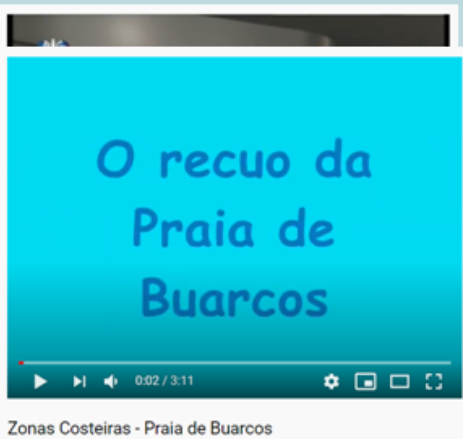 O recuo da
Praia de
Buarcos
0:02 / 3:11
Zonas Costeiras - Praia de Buarcos